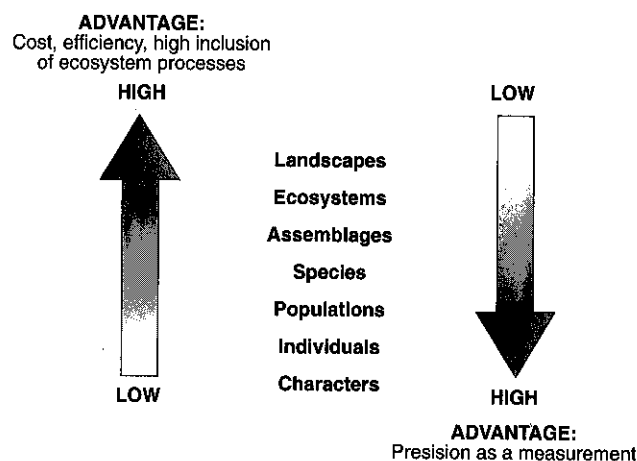 ADVANTAGE:
Cost, efficiency, high inclusion
of ecosystem processes
HIGH
LOW
Landscapes
Ecosystems
Assemblages
Species
Populations
Individuals
Characters
LOW
HIGH
ADVANTAGE:
Presision as a measurement